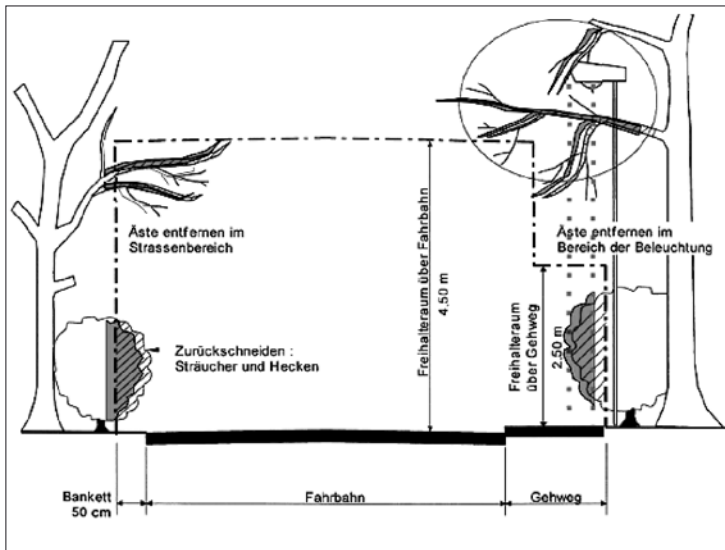 Äste entfernen im
Strassenbereich
Äste entfernen im
Bereich der Beleuchtung
Freihalteraum über Fahrbahn
4,50 m
Freihalteraum
über Gehweg
2,50 m
Zurückschneiden :
Sträucher und Hecken
Bankett
50 cm
Fahrbahn
Gehweg